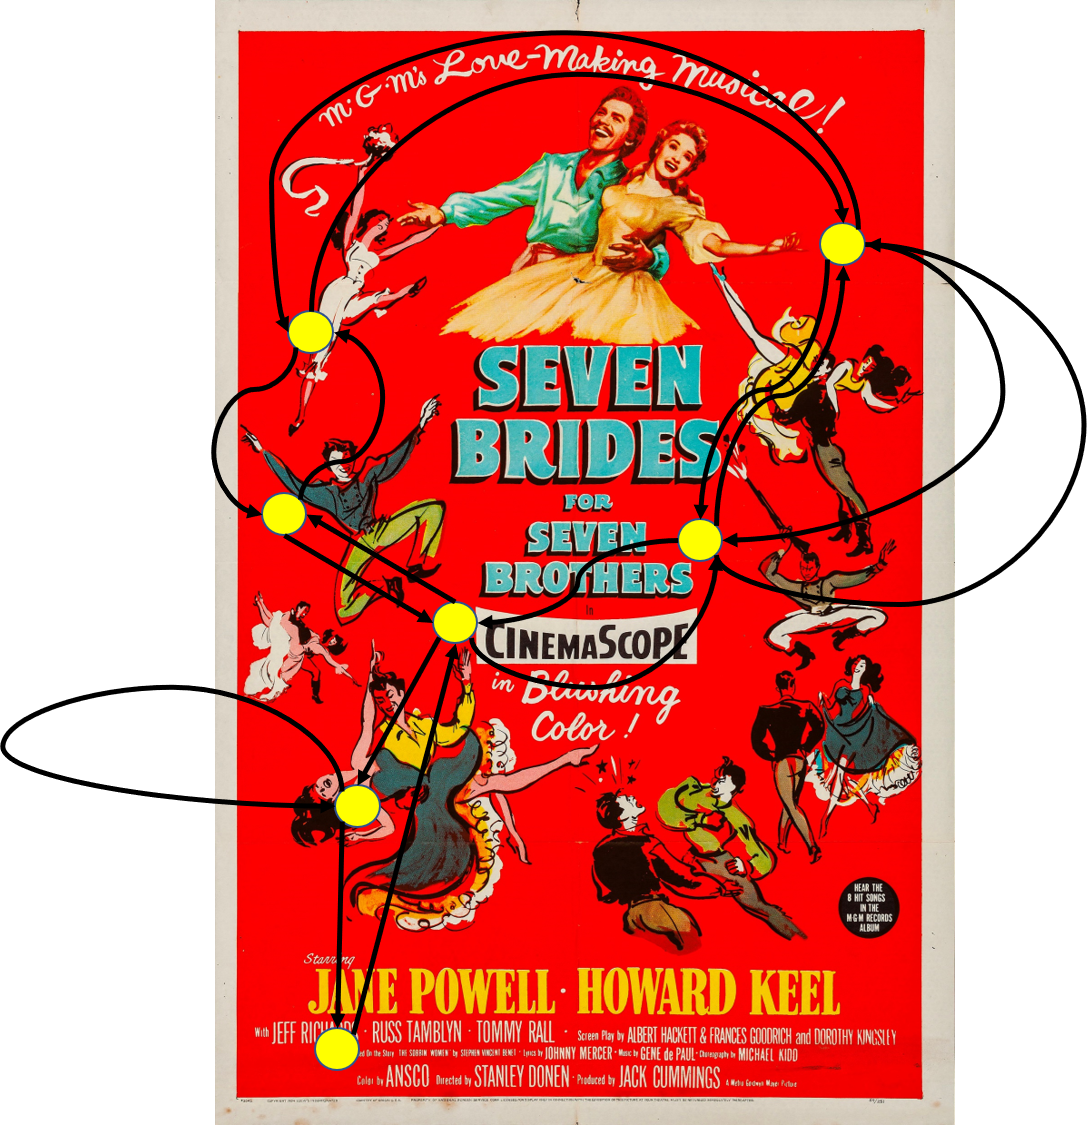 M·G·M's Love-Making Musical!
SEVEN
BRIDES
FOR
SEVEN
BROTHERS
In
CINEMASCOPE
in Blushing
Color!
HEAR THE
8 HIT SONGS
IN THE
M-G-M RECORDS
ALBUM
Starring
JANE POWELL · HOWARD KEEL
With JEFF · RUSS TAMBLYN · TOMMY RALL · Screen Play by ALBERT HACKETT & FRANCES GOODRICH and DOROTHY KINGSLEY
on the Story "THE SOBBIN' WOMEN" by STEPHEN VINCENT BENET · Lyrics by JOHNNY MERCER · Music by GENE de PAUL · Choreography by MICHAEL KIDD
Color by ANSCO Directed by STANLEY DONEN · Produced by JACK CUMMINGS A Metro Goldwyn Mayer Picture